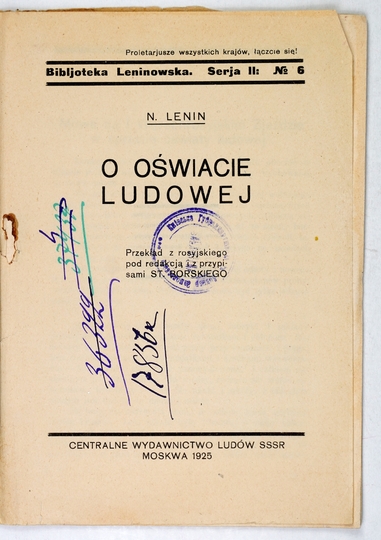 Proletarjusze wszystkich krajów, łączcie się!
Bibljoteka Leninowska. Serja II: № 6
N. LENIN
O OŚWIACIE
LUDOWEJ
Przekład z rosyjskiego
pod redakcją i z przypi-
sami ST. BORSKIEGO
CENTRALNE WYDAWNICTWO LUDÓW SSSR
MOSKWA 1925